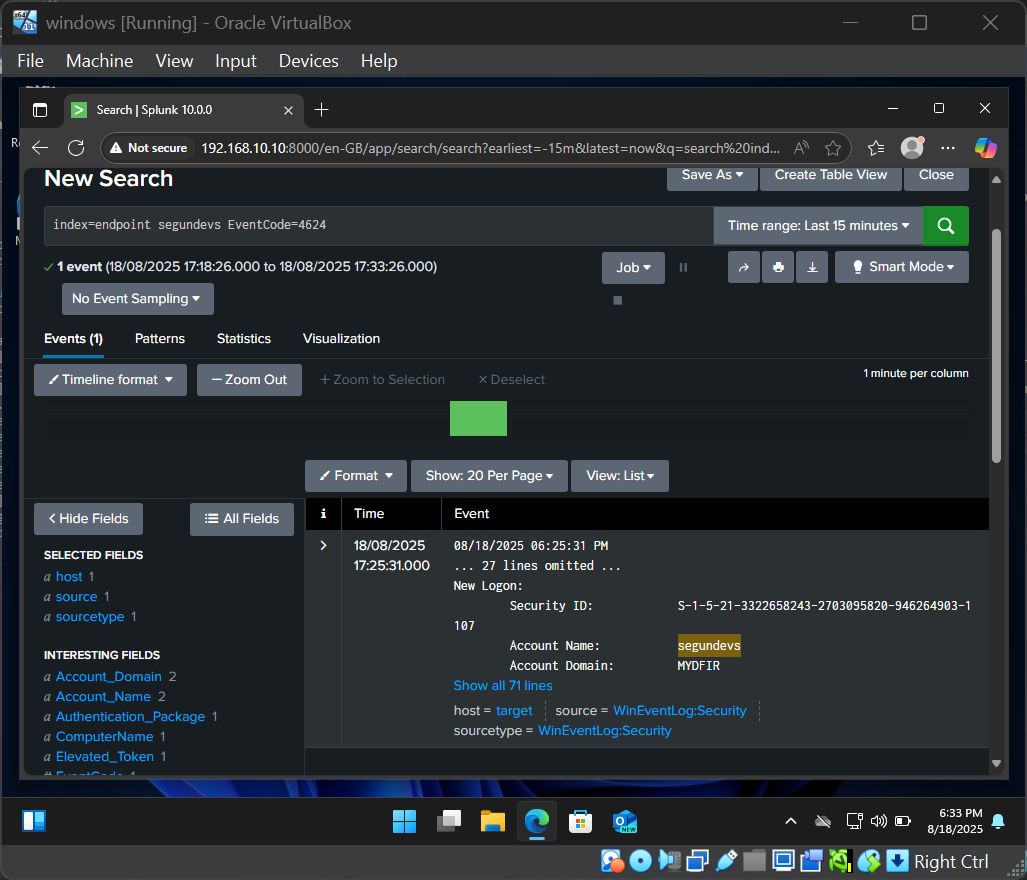 windows [Running] - Oracle VirtualBox
File Machine View Input Devices Help
Search | Splunk 10.0.0
Not secure 192.168.10.10:8000/en-GB/app/search/search?earliest=-15m&latest=now&q=search%20ind...
New Search
Save As Create Table View Close
index=endpoint segundevs EventCode=4624
Time range: Last 15 minutes
1 event (18/08/2025 17:18:26.000 to 18/08/2025 17:33:26.000)
Job
Smart Mode
No Event Sampling
Events (1) Patterns Statistics Visualization
Timeline format — Zoom Out + Zoom to Selection × Deselect
1 minute per column
Format Show: 20 Per Page View: List
< Hide Fields All Fields
i Time Event
SELECTED FIELDS
a host 1
a source 1
a sourcetype 1
INTERESTING FIELDS
a Account_Domain 2
a Account_Name 2
a Authentication_Package 1
a ComputerName 1
a Elevated_Token 1
# EventCode 1
18/08/2025
17:25:31.000
08/18/2025 06:25:31 PM
... 27 lines omitted ...
New Logon:
Security ID: S-1-5-21-3322658243-2703095820-946264903-1
107
Account Name: segundevs
Account Domain: MYDFIR
Show all 71 lines
host = target source = WinEventLog:Security
sourcetype = WinEventLog:Security
6:33 PM
8/18/2025
Right Ctrl